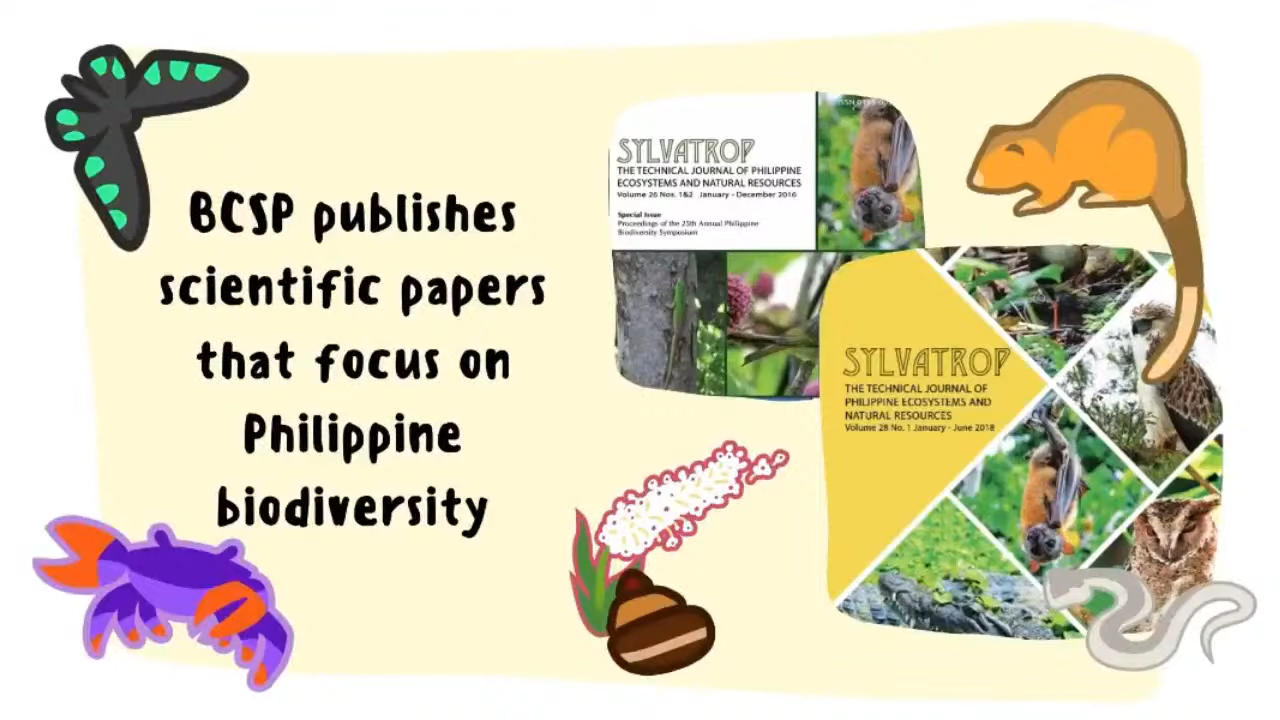 BCSP publishes
scientific papers
that focus on
Philippine
biodiversity
SYLVATROP
THE TECHNICAL JOURNAL OF PHILIPPINE
ECOSYSTEMS AND NATURAL RESOURCES
Volume 26 Nos. 1&2 January - December 2016
Special Issue
Proceedings of the 25th Annual Philippine
Biodiversity Symposium
ISSN
SYLVATROP
THE TECHNICAL JOURNAL OF
PHILIPPINE ECOSYSTEMS AND
NATURAL RESOURCES
Volume 28 No. 1 January - June 2018